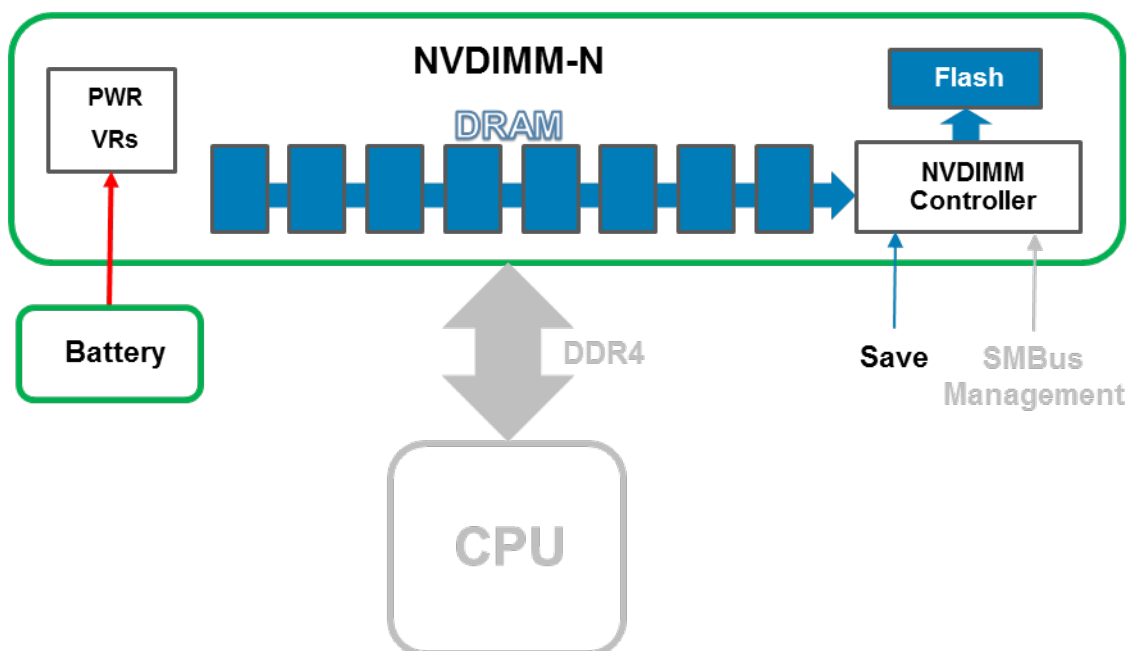 NVDIMM-N
PWR
VRs
DRAM
Flash
NVDIMM
Controller
Battery
DDR4
Save
SMBus
Management
CPU